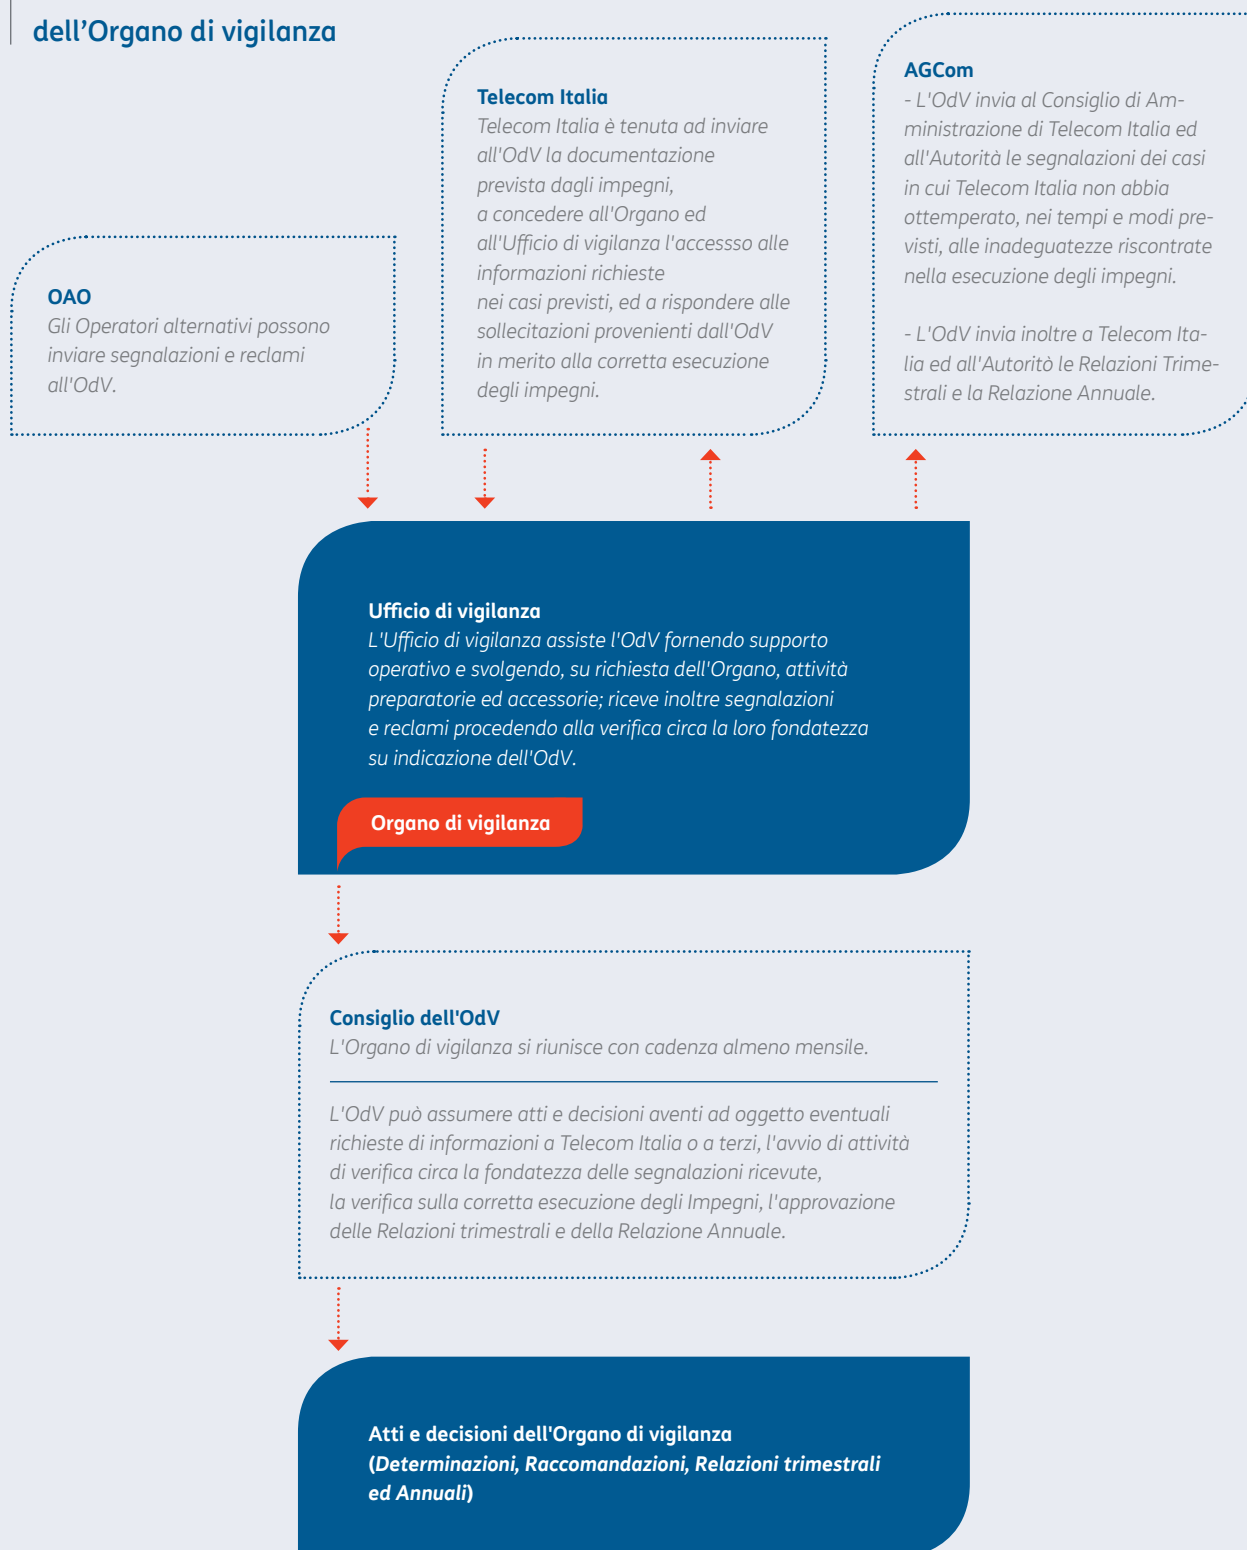 dell’Organo di vigilanza
OAO
Gli Operatori alternativi possono
inviare segnalazioni e reclami
all'OdV.
Telecom Italia
Telecom Italia è tenuta ad inviare
all'OdV la documentazione
prevista dagli impegni,
a concedere all'Organo ed
all'Ufficio di vigilanza l'accessso alle
informazioni richieste
nei casi previsti, ed a rispondere alle
sollecitazioni provenienti dall'OdV
in merito alla corretta esecuzione
degli impegni.
AGCom
- L'OdV invia al Consiglio di Am-
ministrazione di Telecom Italia ed
all'Autorità le segnalazioni dei casi
in cui Telecom Italia non abbia
ottemperato, nei tempi e modi pre-
visti, alle inadeguatezze riscontrate
nella esecuzione degli impegni.
- L'OdV invia inoltre a Telecom Ita-
lia ed all'Autoritò le Relazioni Trime-
strali e la Relazione Annuale.
Ufficio di vigilanza
L'Ufficio di vigilanza assiste l'OdV fornendo supporto
operativo e svolgendo, su richiesta dell'Organo, attività
preparatorie ed accessorie; riceve inoltre segnalazioni
e reclami procedendo alla verifica circa la loro fondatezza
su indicazione dell'OdV.
Organo di vigilanza
Consiglio dell'OdV
L'Organo di vigilanza si riunisce con cadenza almeno mensile.
L'OdV può assumere atti e decisioni aventi ad oggetto eventuali
richieste di informazioni a Telecom Italia o a terzi, l'avvio di attività
di verifica circa la fondatezza delle segnalazioni ricevute,
la verifica sulla corretta esecuzione degli Impegni, l'approvazione
delle Relazioni trimestrali e della Relazione Annuale.
Atti e decisioni dell'Organo di vigilanza
(Determinazioni, Raccomandazioni, Relazioni trimestrali
ed Annuali)